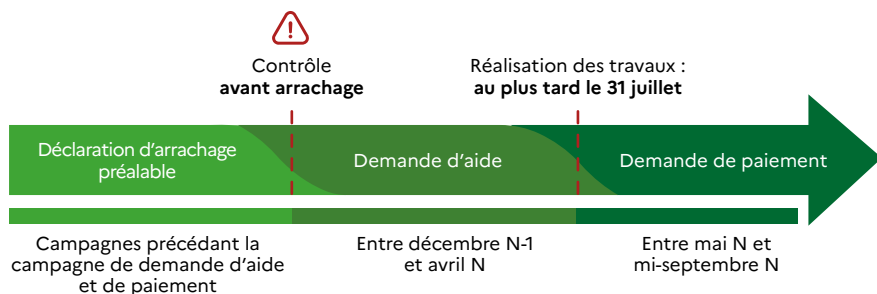 Contrôle
avant arrachage
Réalisation des travaux :
au plus tard le 31 juillet
Déclaration d'arrachage
préalable
Demande d'aide
Demande de paiement
Campagnes précédant la
campagne de demande d'aide
et de paiement
Entre décembre N-1
et avril N
Entre mai N et
mi-septembre N